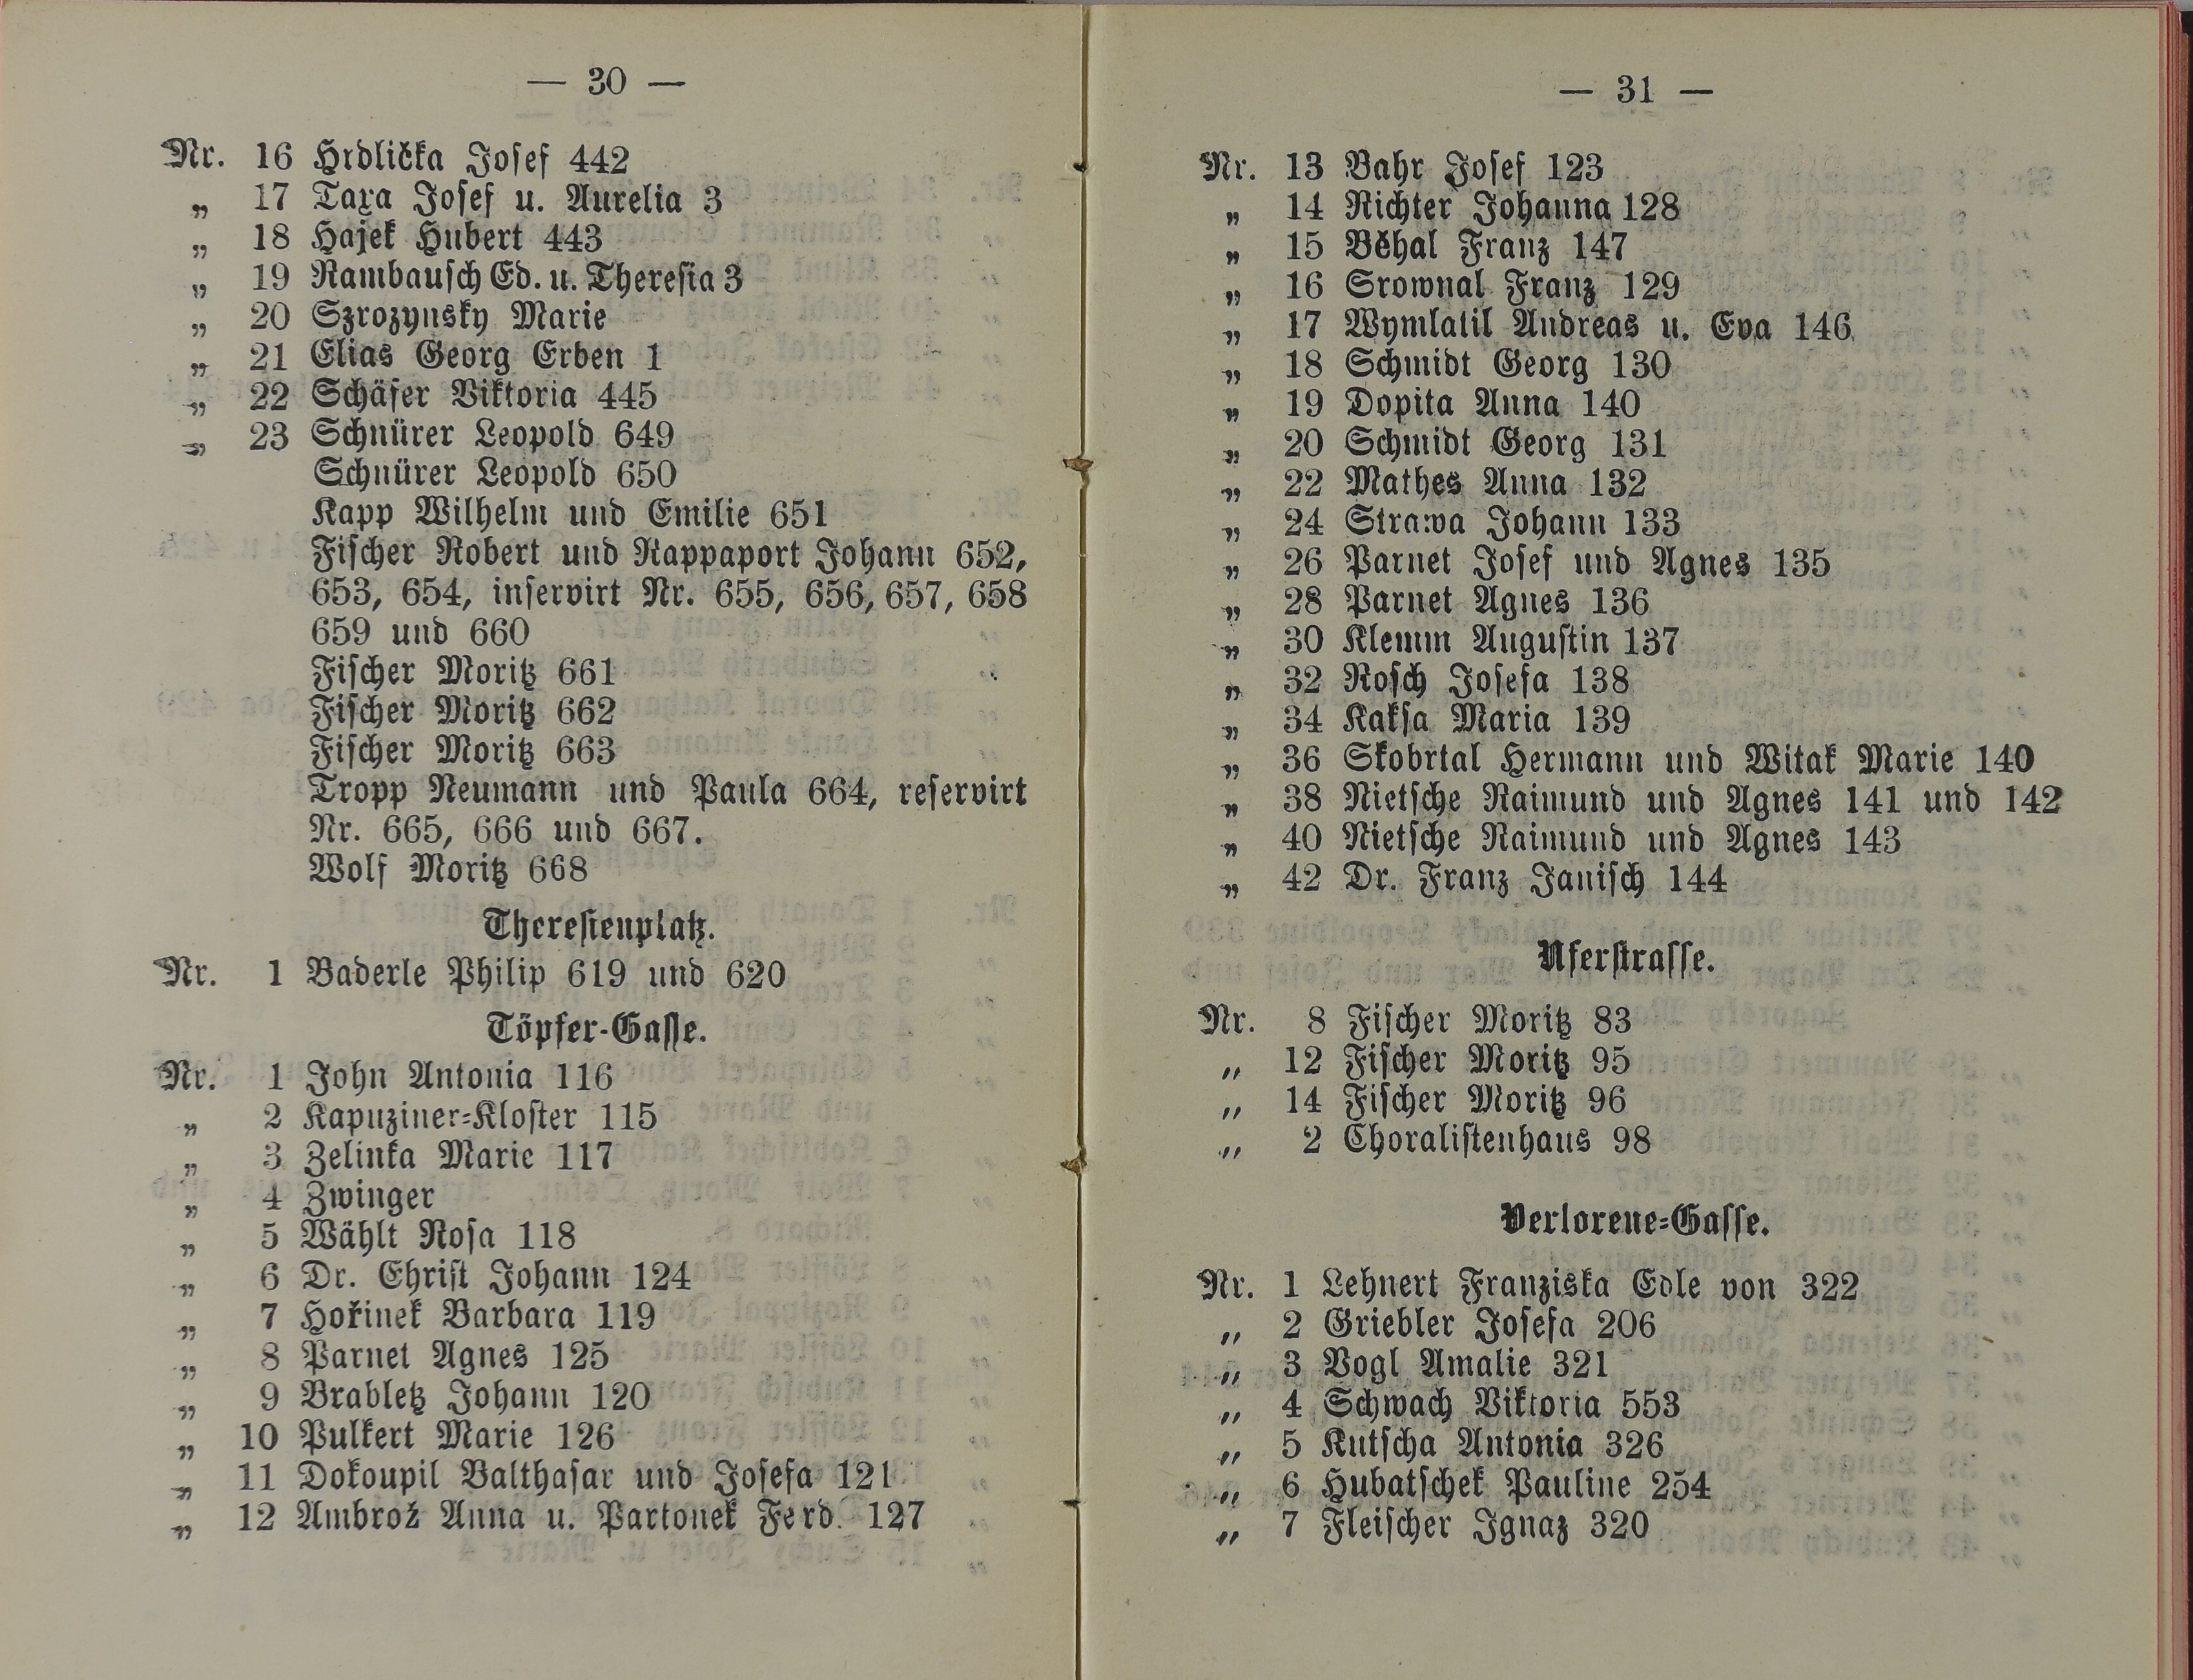 — 30 —
Nr. 16 Hrdlička Josef 442
„ 17 Taxa Josef u. Aurelia 3
„ 18 Hajek Hubert 443
„ 19 Rambausch Ed. u. Theresia 3
„ 20 Szrozynsky Marie
„ 21 Elias Georg Erben 1
„ 22 Schäfer Viktoria 445
„ 23 Schnürer Leopold 649
Schnürer Leopold 650
Kapp Wilhelm und Emilie 651
Fischer Robert und Rappaport Johann 652,
653, 654, inservirt Nr. 655, 656, 657, 658
659 und 660
Fischer Moritz 661
Fischer Moritz 662
Fischer Moritz 663
Tropp Neumann und Paula 664, reservirt
Nr. 665, 666 und 667.
Wolf Moritz 668
Theresienplatz.
Nr. 1 Baderle Philip 619 und 620
Töpfer-Gasse.
Nr. 1 John Antonia 116
„ 2 Kapuziner-Kloster 115
„ 3 Zelinka Marie 117
„ 4 Zwinger
„ 5 Wählt Rosa 118
„ 6 Dr. Christ Johann 124
„ 7 Hořinek Barbara 119
„ 8 Parnet Agnes 125
„ 9 Brabletz Johann 120
„ 10 Pulkert Marie 126
„ 11 Dokoupil Balthasar und Josefa 121
„ 12 Ambrož Anna u. Partonek Ferd. 127
— 31 —
Nr. 13 Bahr Josef 123
„ 14 Richter Johanna 128
„ 15 Běhal Franz 147
„ 16 Srownal Franz 129
„ 17 Wymlatil Andreas u. Eva 146
„ 18 Schmidt Georg 130
„ 19 Dopita Anna 140
„ 20 Schmidt Georg 131
„ 22 Mathes Anna 132
„ 24 Strawa Johann 133
„ 26 Parnet Josef und Agnes 135
„ 28 Parnet Agnes 136
„ 30 Klemm Augustin 137
„ 32 Rosch Josefa 138
„ 34 Kaksa Maria 139
„ 36 Skobrtal Hermann und Witak Marie 140
„ 38 Nietsche Raimund und Agnes 141 und 142
„ 40 Nietsche Raimund und Agnes 143
„ 42 Dr. Franz Janisch 144
Uferstrasse.
Nr. 8 Fischer Moritz 83
„ 12 Fischer Moritz 95
„ 14 Fischer Moritz 96
„ 2 Choralistenhaus 98
Verlorene-Gasse.
Nr. 1 Lehnert Franziska Edle von 322
„ 2 Griebler Josefa 206
„ 3 Vogl Amalie 321
„ 4 Schwach Viktoria 553
„ 5 Kutscha Antonia 326
„ 6 Hubatschek Pauline 254
„ 7 Fleischer Ignaz 320